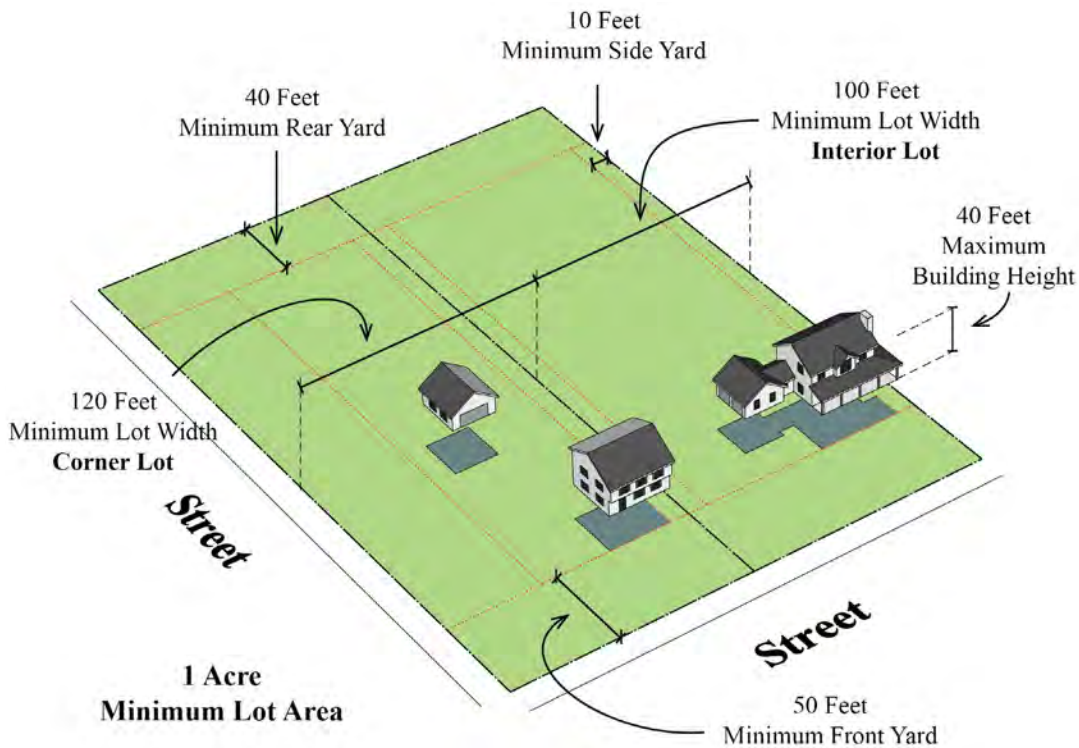 10 Feet
Minimum Side Yard
40 Feet
Minimum Rear Yard
100 Feet
Minimum Lot Width
Interior Lot
40 Feet
Maximum
Building Height
120 Feet
Minimum Lot Width
Corner Lot
Street
Street
1 Acre
Minimum Lot Area
50 Feet
Minimum Front Yard